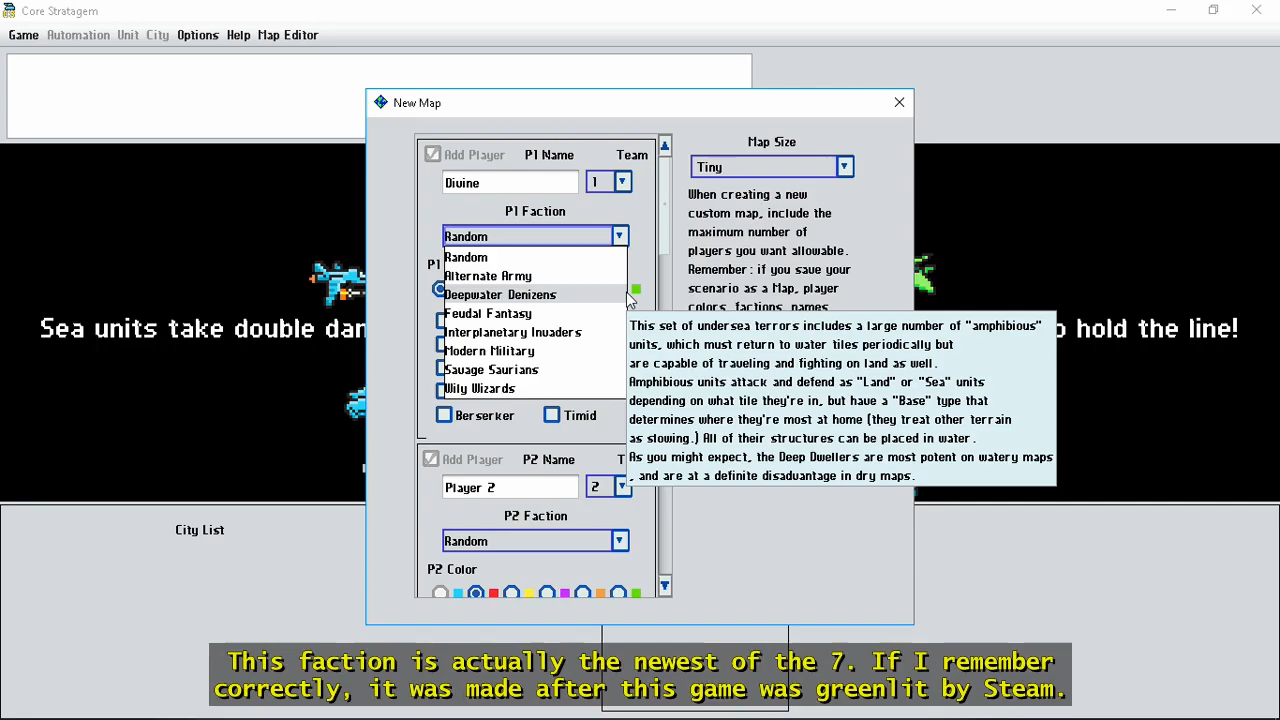 Core Stratagem
Game Automation Unit City Options Help Map Editor
New Map
Add Player P1 Name Team
Divine 1
P1 Faction
Random
Random
Alternate Army
Deepwater Denizens
Feudal Fantasy
Interplanetary Invaders
Modern Military
Savage Saurians
Wily Wizards
P1
Berserker Timid
Add Player P2 Name T
Player 2 2
P2 Faction
Random
P2 Color
Map Size
Tiny
When creating a new
custom map, include the
maximum number of
players you want allowable.
Remember: if you save your
scenario as a Map, player
colors, factions, names
This set of undersea terrors includes a large number of "amphibious"
units, which must return to water tiles periodically but
are capable of traveling and fighting on land as well.
Amphibious units attack and defend as "Land" or "Sea" units
depending on what tile they're in, but have a "Base" type that
determines where they're most at home (they treat other terrain
as slowing.) All of their structures can be placed in water.
As you might expect, the Deep Dwellers are most potent on watery maps
, and are at a definite disadvantage in dry maps.
Sea units take double dan
o hold the line!
City List
This faction is actually the newest of the 7. If I remember
correctly, it was made after this game was greenlit by Steam.